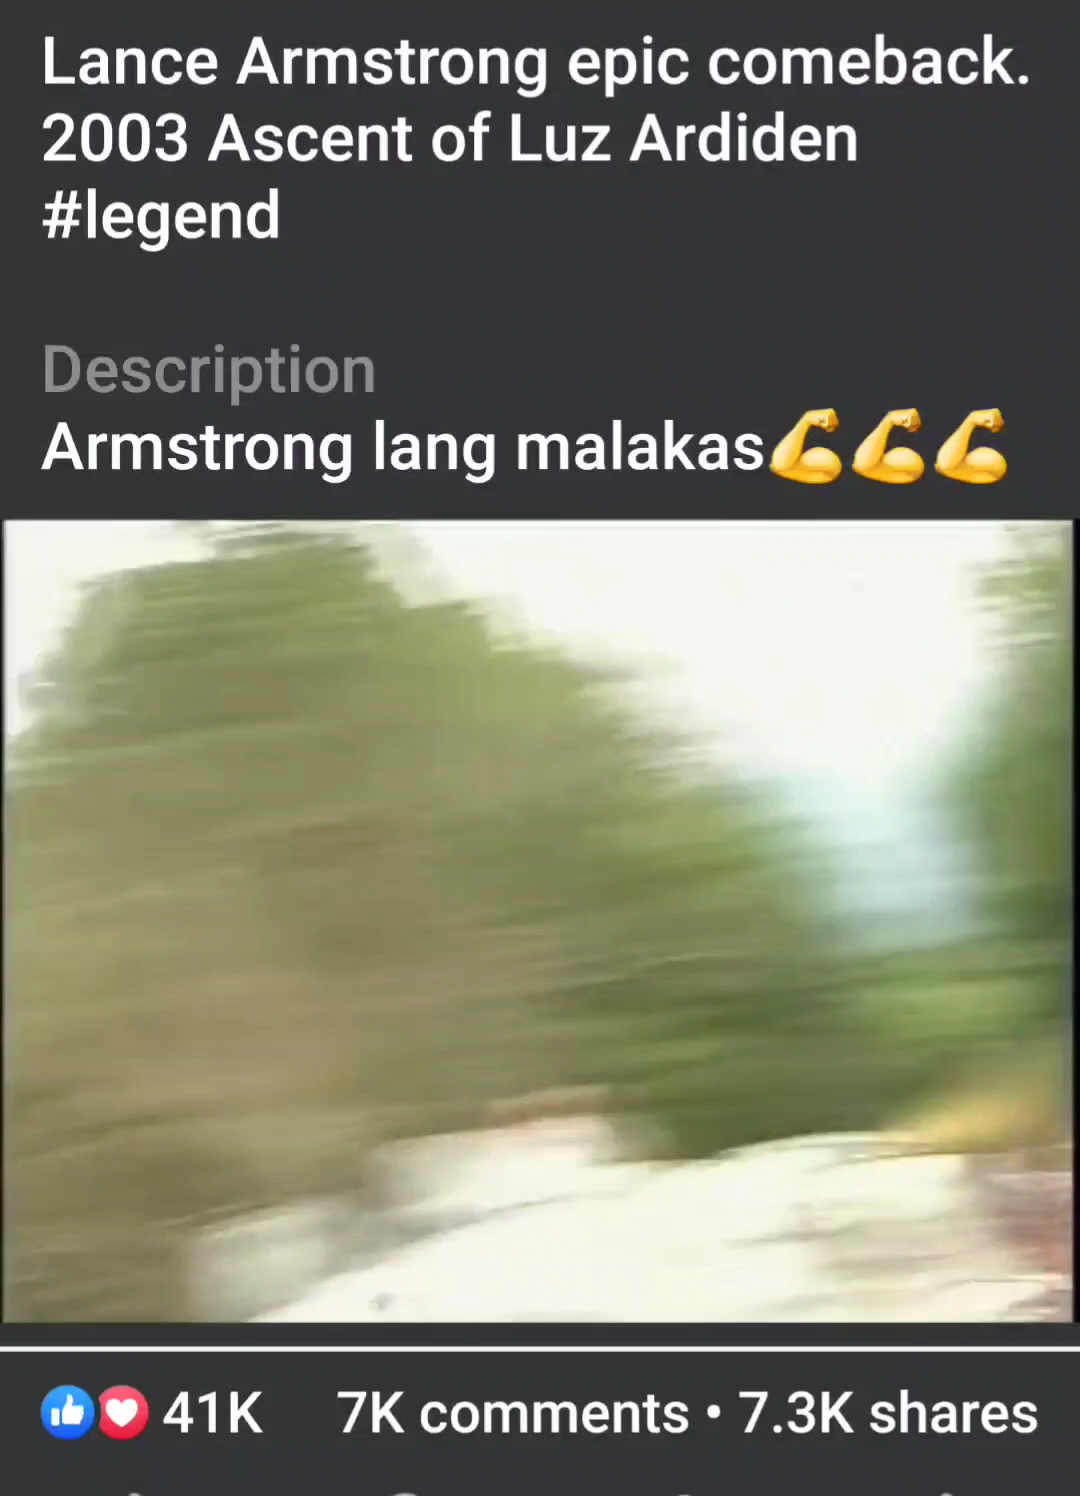 Lance Armstrong epic comeback.
2003 Ascent of Luz Ardiden
#legend
Description
Armstrong lang malakas💪💪💪
41K 7K comments • 7.3K shares